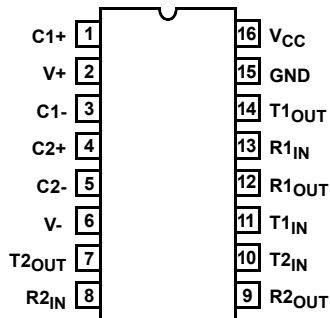 C1+ 1 16 VCC
V+ 2 15 GND
C1- 3 14 T1OUT
C2+ 4 13 R1IN
C2- 5 12 R1OUT
V- 6 11 T1IN
T2OUT 7 10 T2IN
R2IN 8 9 R2OUT